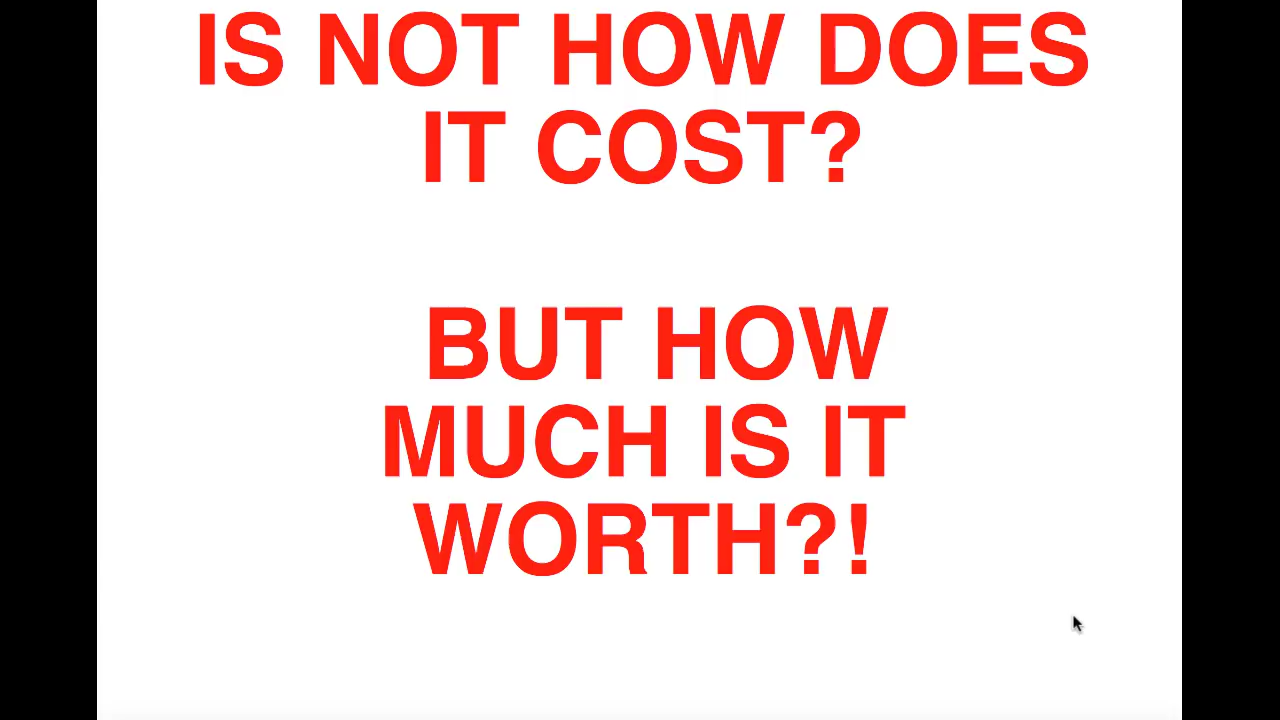 IS NOT HOW DOES
IT COST?
BUT HOW
MUCH IS IT
WORTH?!